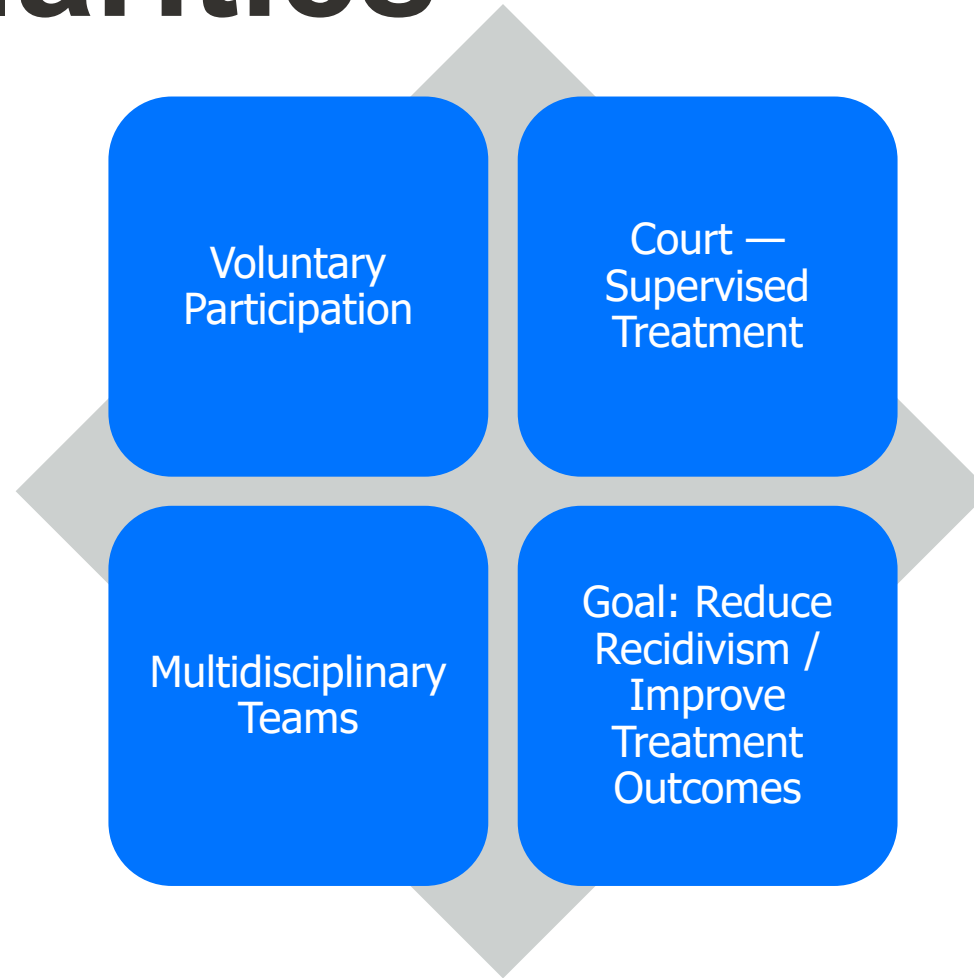 Voluntary
Participation
Court —
Supervised
Treatment
Multidisciplinary
Teams
Goal: Reduce
Recidivism /
Improve
Treatment
Outcomes